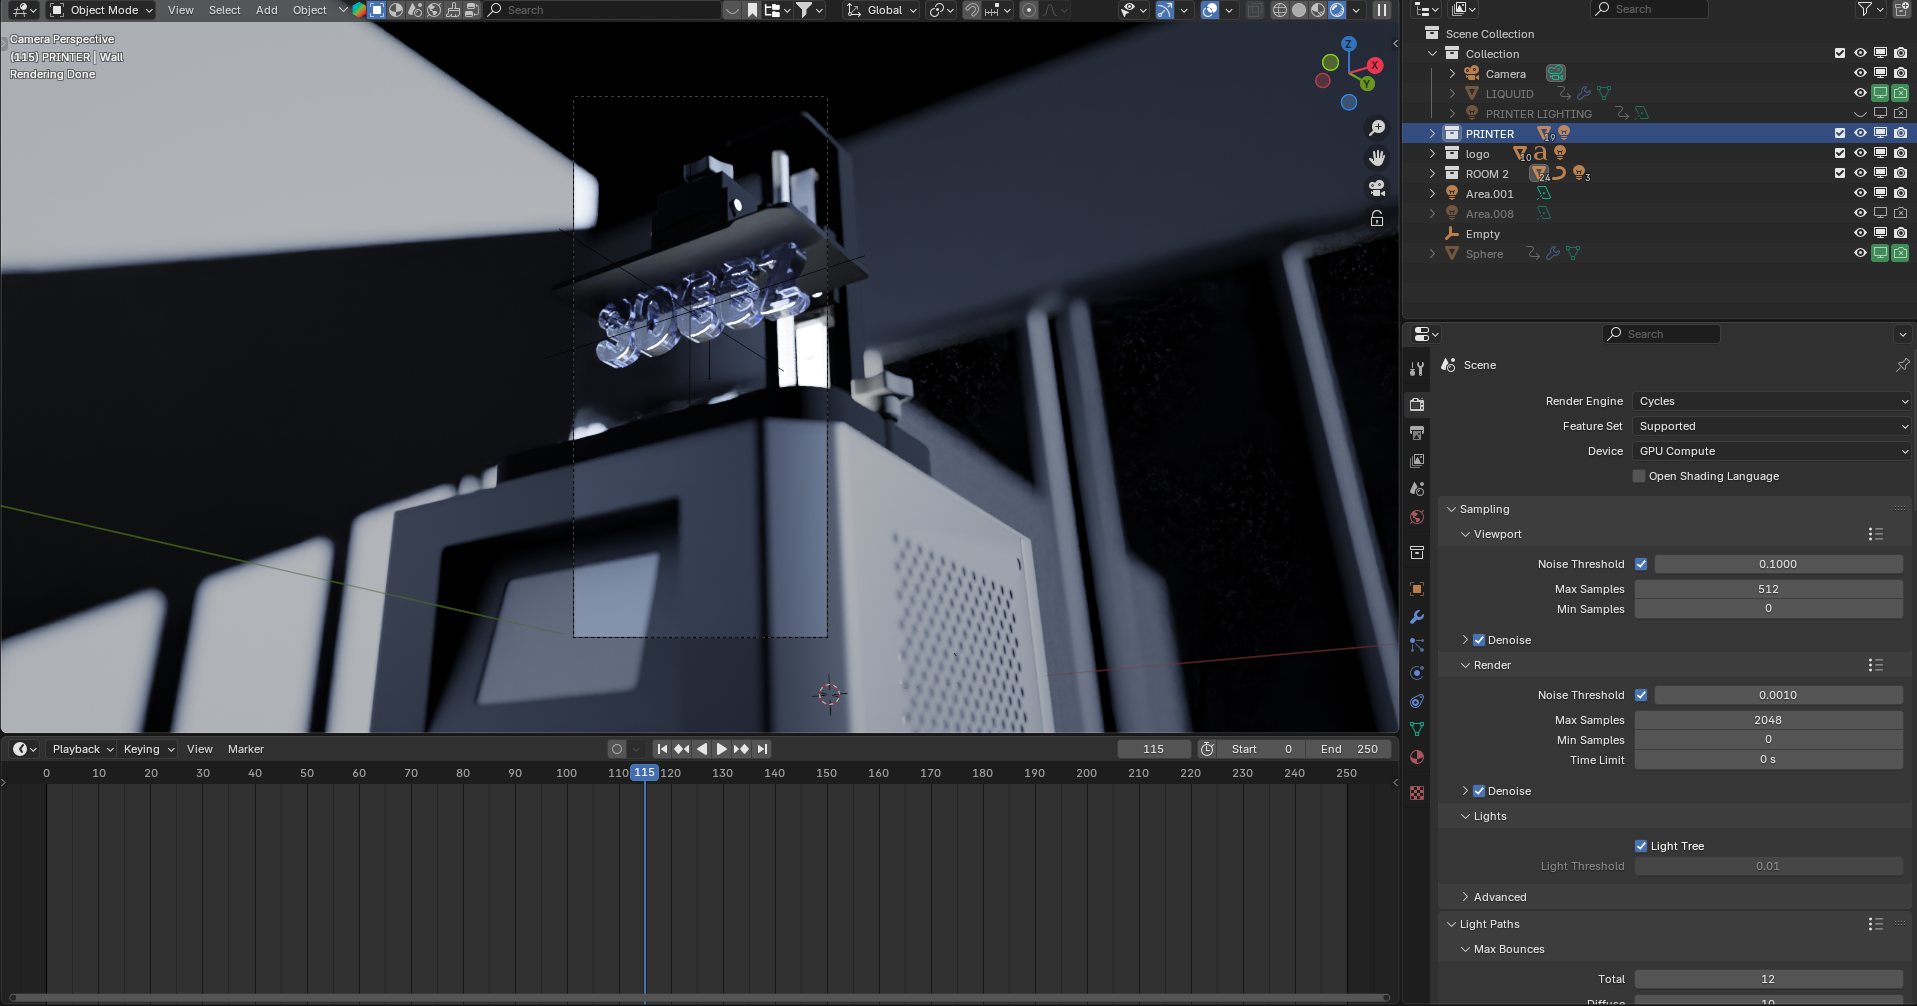 Object Mode
View
Select
Add
Object
Search
Global
Search
Camera Perspective
(115) PRINTER | Wall
Rendering Done
Z
X
Y
Scene Collection
Collection
Camera
LIQUUID
PRINTER LIGHTING
PRINTER
19
logo
10
a
ROOM 2
24
3
Area.001
Area.008
Empty
Sphere
Search
Scene
Render Engine
Cycles
Feature Set
Supported
Device
GPU Compute
Open Shading Language
Sampling
Viewport
Noise Threshold
0.1000
Max Samples
512
Min Samples
0
Denoise
Render
Noise Threshold
0.0010
Max Samples
2048
Min Samples
0
Time Limit
0 s
Denoise
Lights
Light Tree
Light Threshold
0.01
Advanced
Light Paths
Max Bounces
Total
12
Diffuse
10
Playback
Keying
View
Marker
115
Start
0
End
250
0 10 20 30 40 50 60 70 80 90 100 110 115 120 130 140 150 160 170 180 190 200 210 220 230 240 250